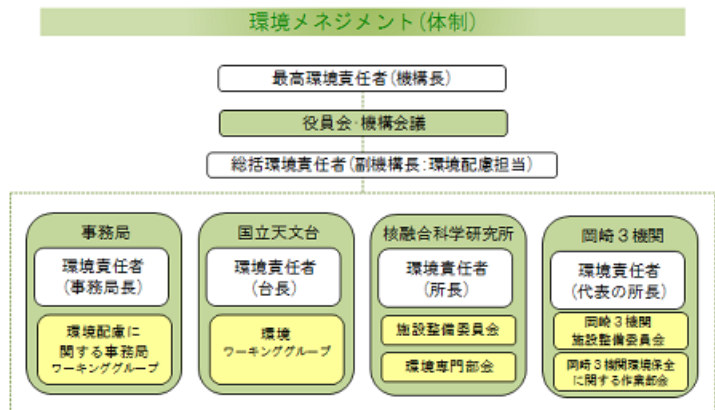 環境メネジメント(体制)
最高環境責任者(機構長)
役員会・機構会議
総括環境責任者(副機構長:環境配慮担当)
事務局
環境責任者
(事務局長)
環境配慮に
関する事務局
ワーキンググループ
国立天文台
環境責任者
(台長)
環境
ワーキンググループ
核融合科学研究所
環境責任者
(所長)
施設整備委員会
環境専門部会
岡崎3機関
環境責任者
(代表の所長)
岡崎3機関
施設整備委員会
岡崎3機関環境保全
に関する作業部会